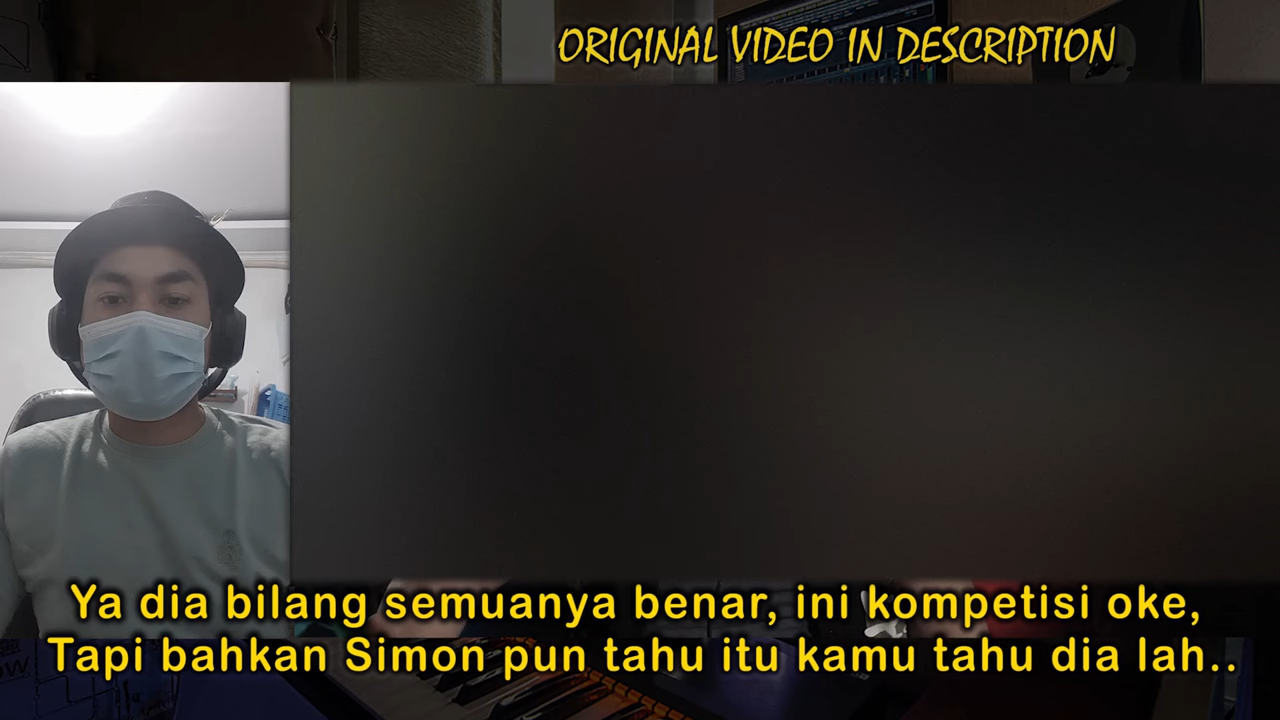 ORIGINAL VIDEO IN DESCRIPTION
Ya dia bilang semuanya benar, ini kompetisi oke,
Tapi bahkan Simon pun tahu itu kamu tahu dia lah..